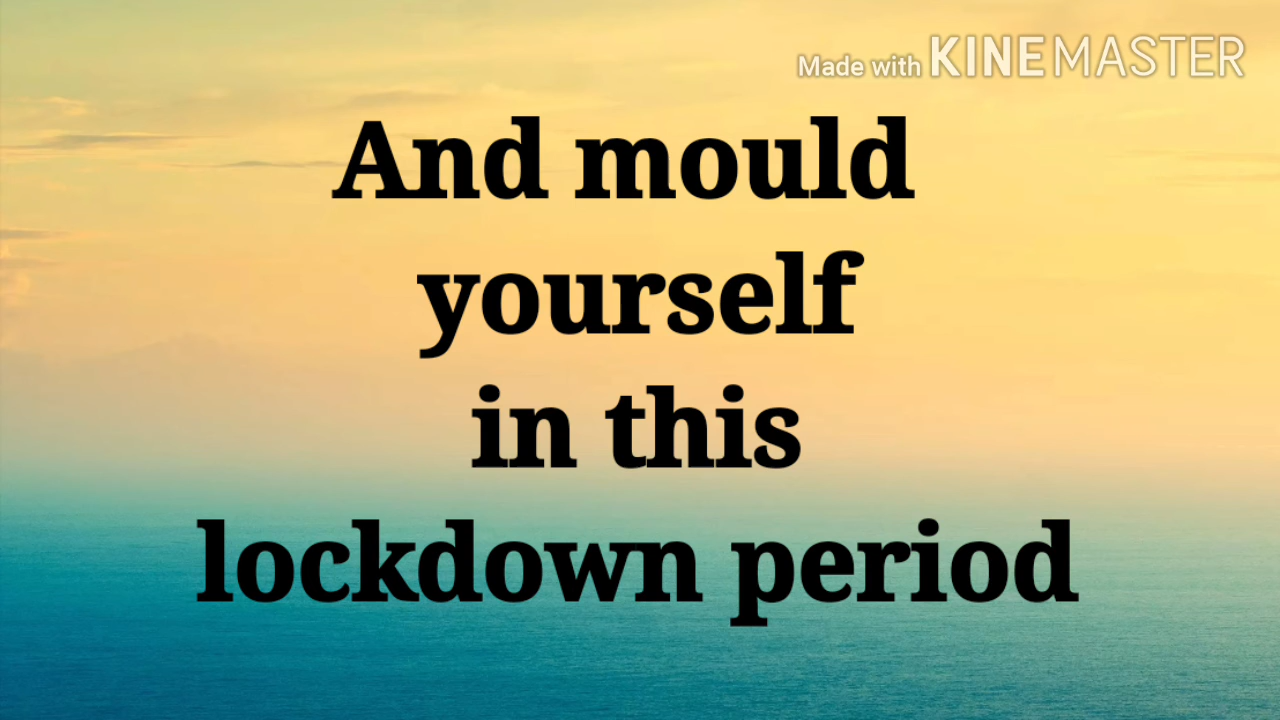 Made with KINEMASTER
And mould
yourself
in this
lockdown period